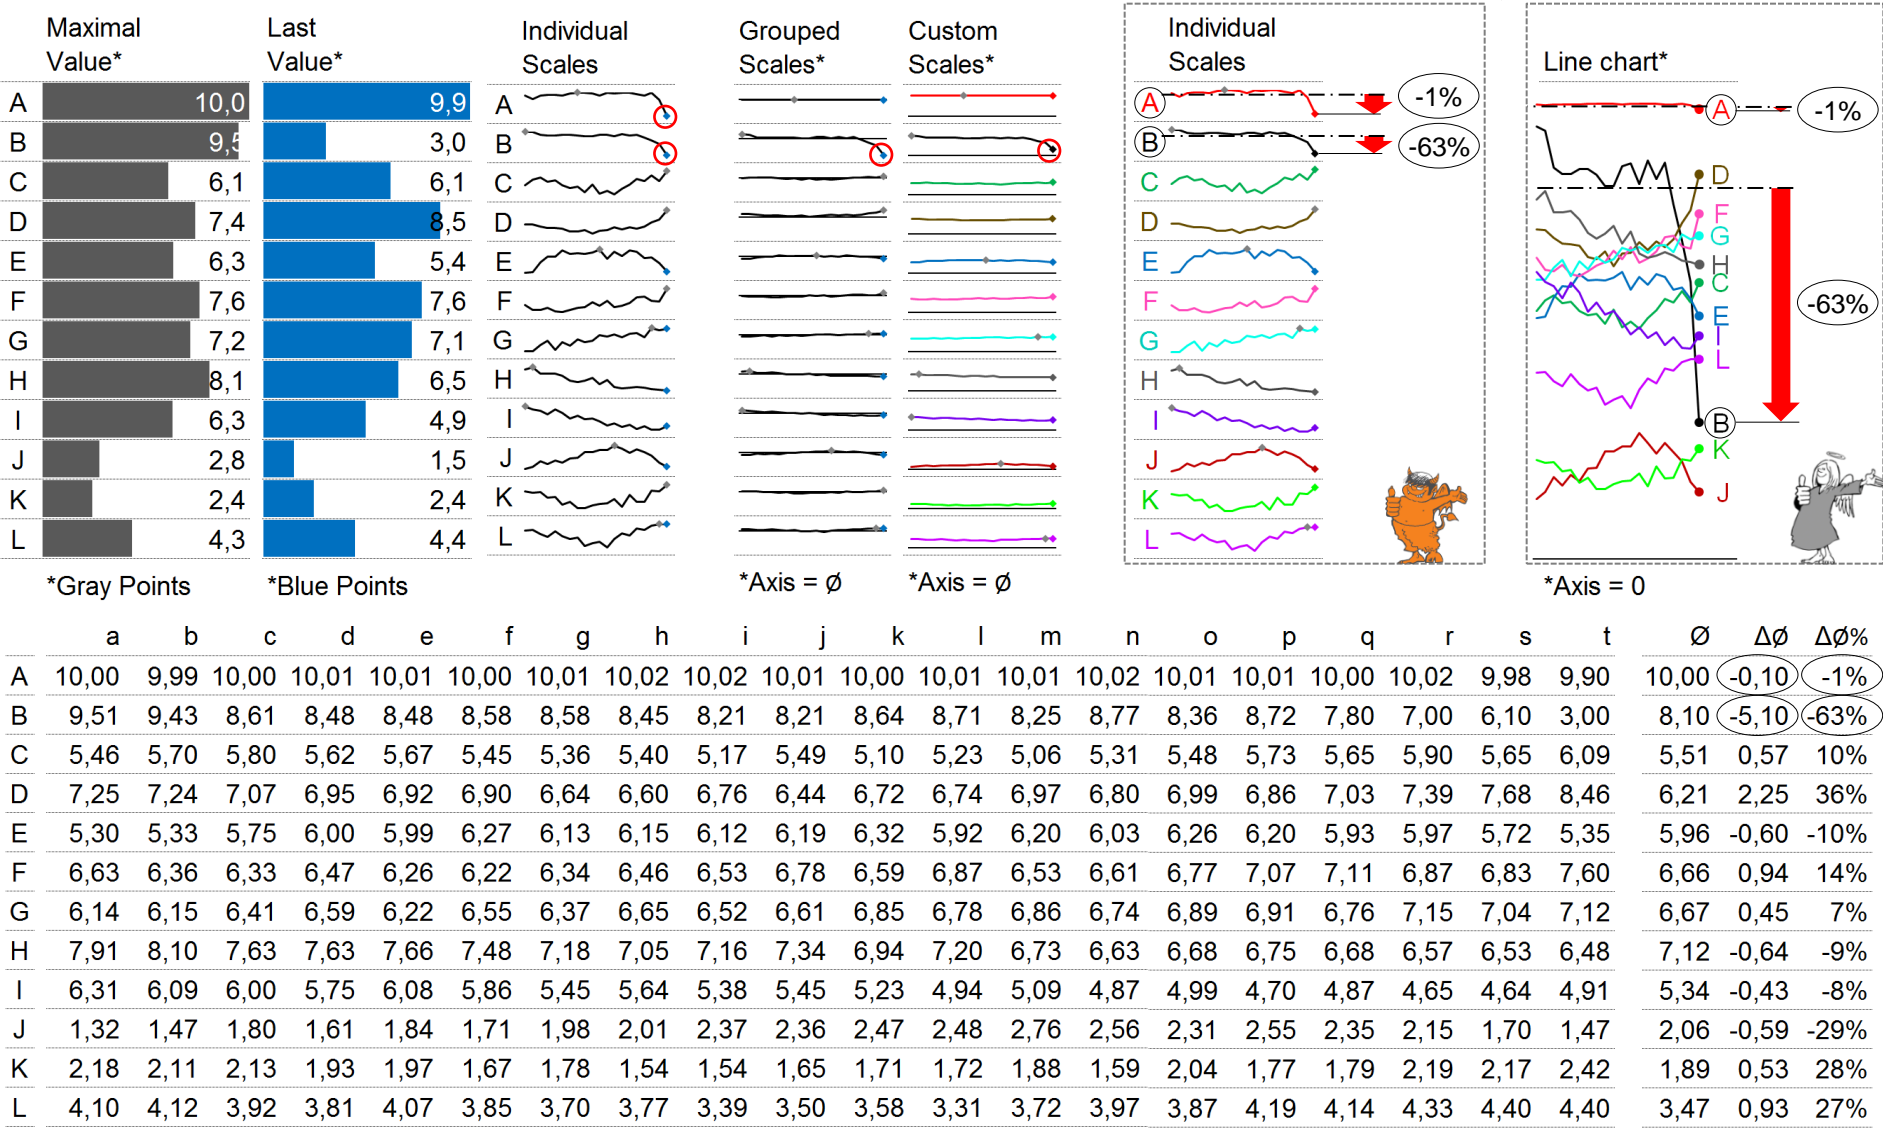 Maximal Value*
Last Value*
Individual Scales
Grouped Scales*
Custom Scales*
Individual Scales
Line chart*
A 10,0 9,9 A A -1% A -1%
B 9,5 3,0 B B -63%
C 6,1 6,1 C C
D 7,4 8,5 D D D
E 6,3 5,4 E E F
F 7,6 7,6 F F G
G 7,2 7,1 G G H
H 8,1 6,5 H H C
I 6,3 4,9 I I E -63%
J 2,8 1,5 J J I
K 2,4 2,4 K K L
L 4,3 4,4 L L B
K
J
*Gray Points *Blue Points *Axis = ø *Axis = ø *Axis = 0
a b c d e f g h i j k l m n o p q r s t Ø Δø Δø%
A 10,00 9,99 10,00 10,01 10,01 10,00 10,01 10,02 10,02 10,01 10,00 10,01 10,01 10,02 10,01 10,01 10,00 10,02 9,98 9,90 10,00 -0,10 -1%
B 9,51 9,43 8,61 8,48 8,48 8,58 8,58 8,45 8,21 8,21 8,64 8,71 8,25 8,77 8,36 8,72 7,80 7,00 6,10 3,00 8,10 -5,10 -63%
C 5,46 5,70 5,80 5,62 5,67 5,45 5,36 5,40 5,17 5,49 5,10 5,23 5,06 5,31 5,48 5,73 5,65 5,90 5,65 6,09 5,51 0,57 10%
D 7,25 7,24 7,07 6,95 6,92 6,90 6,64 6,60 6,76 6,44 6,72 6,74 6,97 6,80 6,99 6,86 7,03 7,39 7,68 8,46 6,21 2,25 36%
E 5,30 5,33 5,75 6,00 5,99 6,27 6,13 6,15 6,12 6,19 6,32 5,92 6,20 6,03 6,26 6,20 5,93 5,97 5,72 5,35 5,96 -0,60 -10%
F 6,63 6,36 6,33 6,47 6,26 6,22 6,34 6,46 6,53 6,78 6,59 6,87 6,53 6,61 6,77 7,07 7,11 6,87 6,83 7,60 6,66 0,94 14%
G 6,14 6,15 6,41 6,59 6,22 6,55 6,37 6,65 6,52 6,61 6,85 6,78 6,86 6,74 6,89 6,91 6,76 7,15 7,04 7,12 6,67 0,45 7%
H 7,91 8,10 7,63 7,63 7,66 7,48 7,18 7,05 7,16 7,34 6,94 7,20 6,73 6,63 6,68 6,75 6,68 6,57 6,53 6,48 7,12 -0,64 -9%
I 6,31 6,09 6,00 5,75 6,08 5,86 5,45 5,64 5,38 5,45 5,23 4,94 5,09 4,87 4,99 4,70 4,87 4,65 4,64 4,91 5,34 -0,43 -8%
J 1,32 1,47 1,80 1,61 1,84 1,71 1,98 2,01 2,37 2,36 2,47 2,48 2,76 2,56 2,31 2,55 2,35 2,15 1,70 1,47 2,06 -0,59 -29%
K 2,18 2,11 2,13 1,93 1,97 1,67 1,78 1,54 1,54 1,65 1,71 1,72 1,88 1,59 2,04 1,77 1,79 2,19 2,17 2,42 1,89 0,53 28%
L 4,10 4,12 3,92 3,81 4,07 3,85 3,70 3,77 3,39 3,50 3,58 3,31 3,72 3,97 3,87 4,19 4,14 4,33 4,40 4,40 3,47 0,93 27%